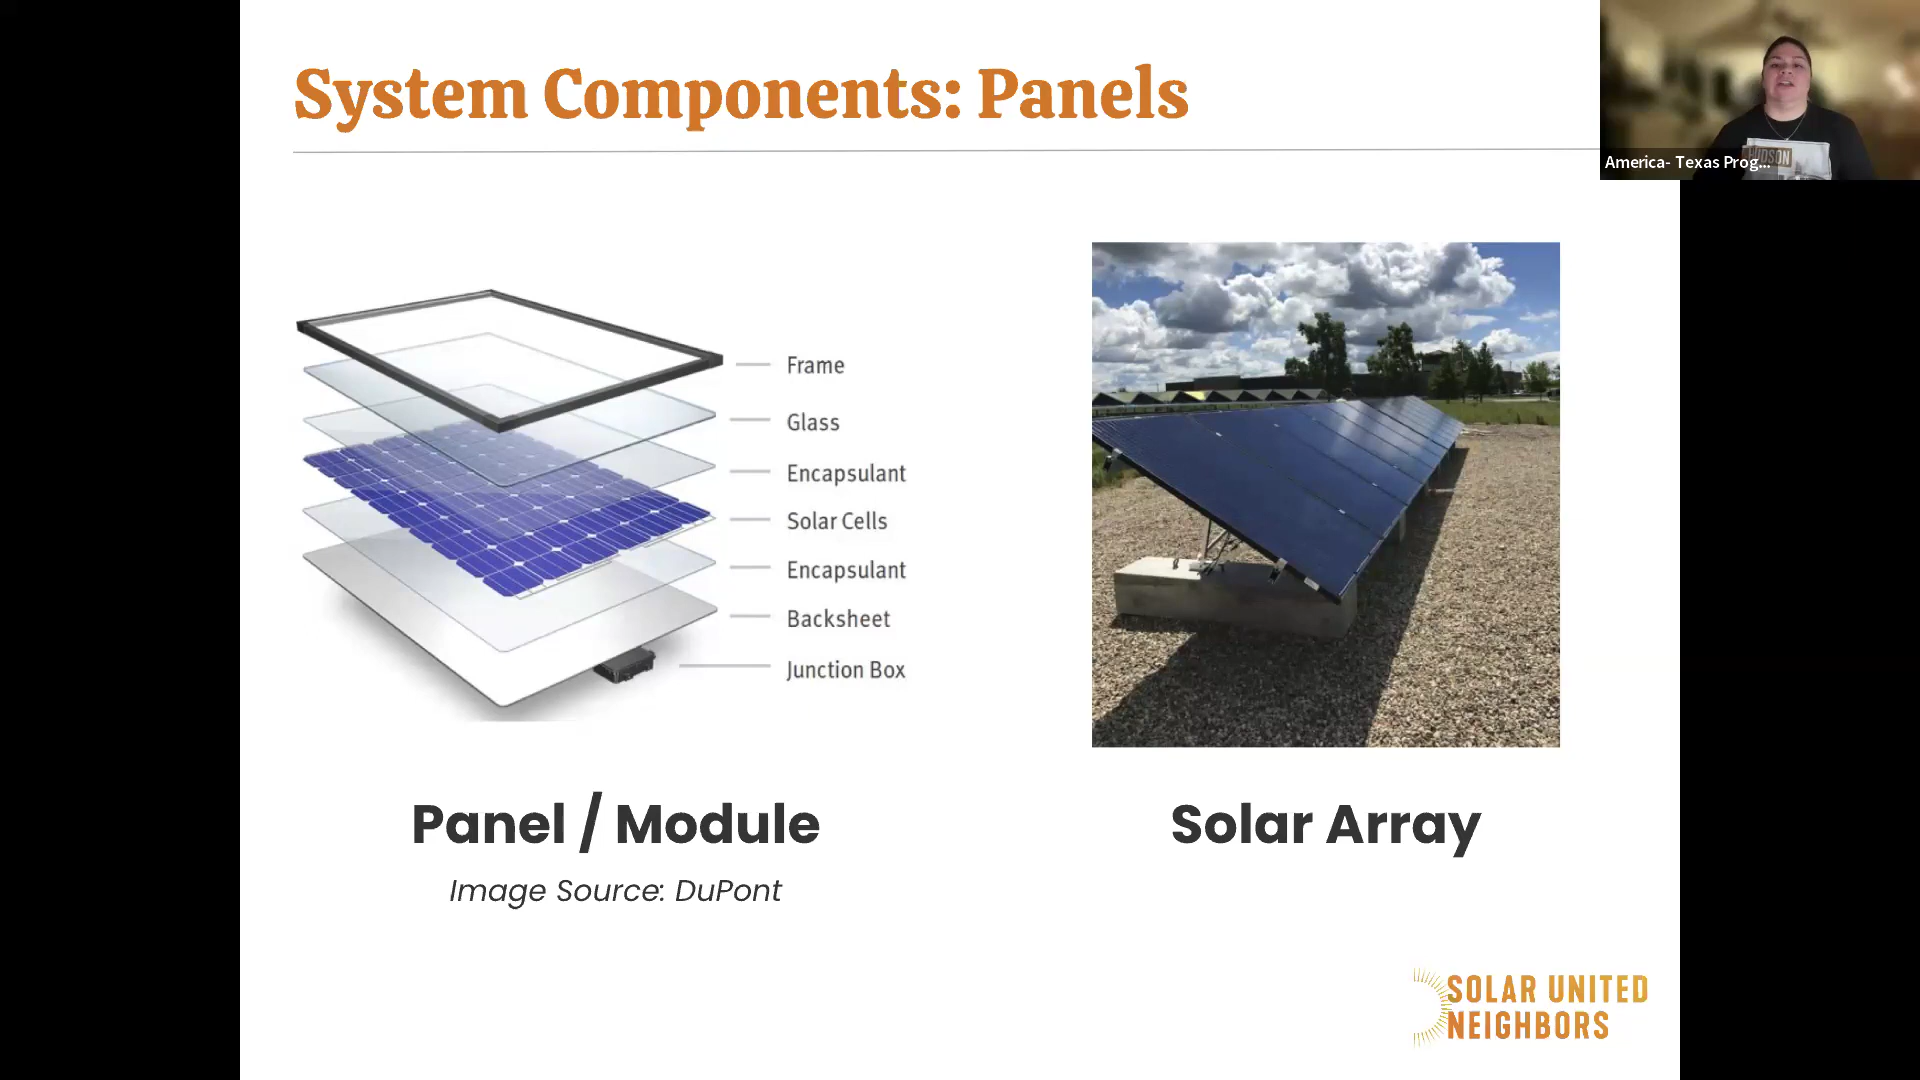 System Components: Panels
America- Texas Prog...
HUDSON
Frame
Glass
Encapsulant
Solar Cells
Encapsulant
Backsheet
Junction Box
Panel / Module
Image Source: DuPont
Solar Array
SOLAR UNITED
NEIGHBORS